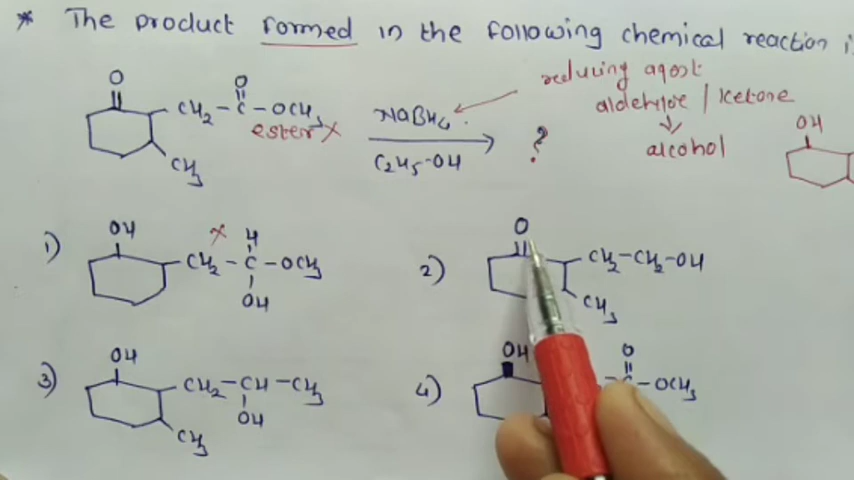 * The product formed in the following chemical reaction is
reducing agent
aldehyde / Ketone
alcohol
O
CH2-C-OCH3
O
ester x
CH3
NaBH4.
C2H5-OH
?
OH
1)
OH
x
H
CH2-C-OCH3
OH
2)
O
CH2-CH2-OH
CH3
3)
OH
CH2-CH-CH3
OH
CH3
4)
OH
O
C-OCH3